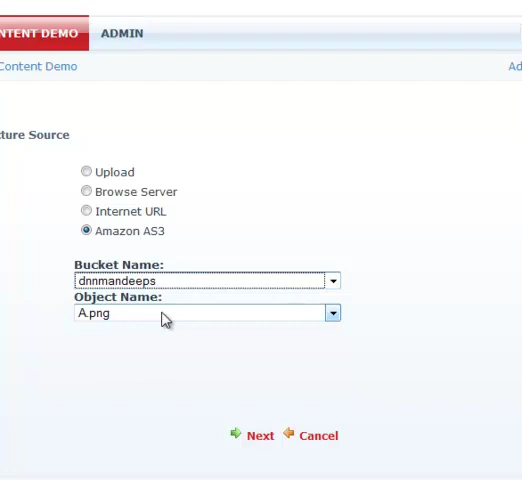 NTENT DEMO ADMIN
Content Demo Ad
cture Source
Upload
Browse Server
Internet URL
Amazon AS3
Bucket Name:
dnnmandeeps
Object Name:
A.png
Next Cancel